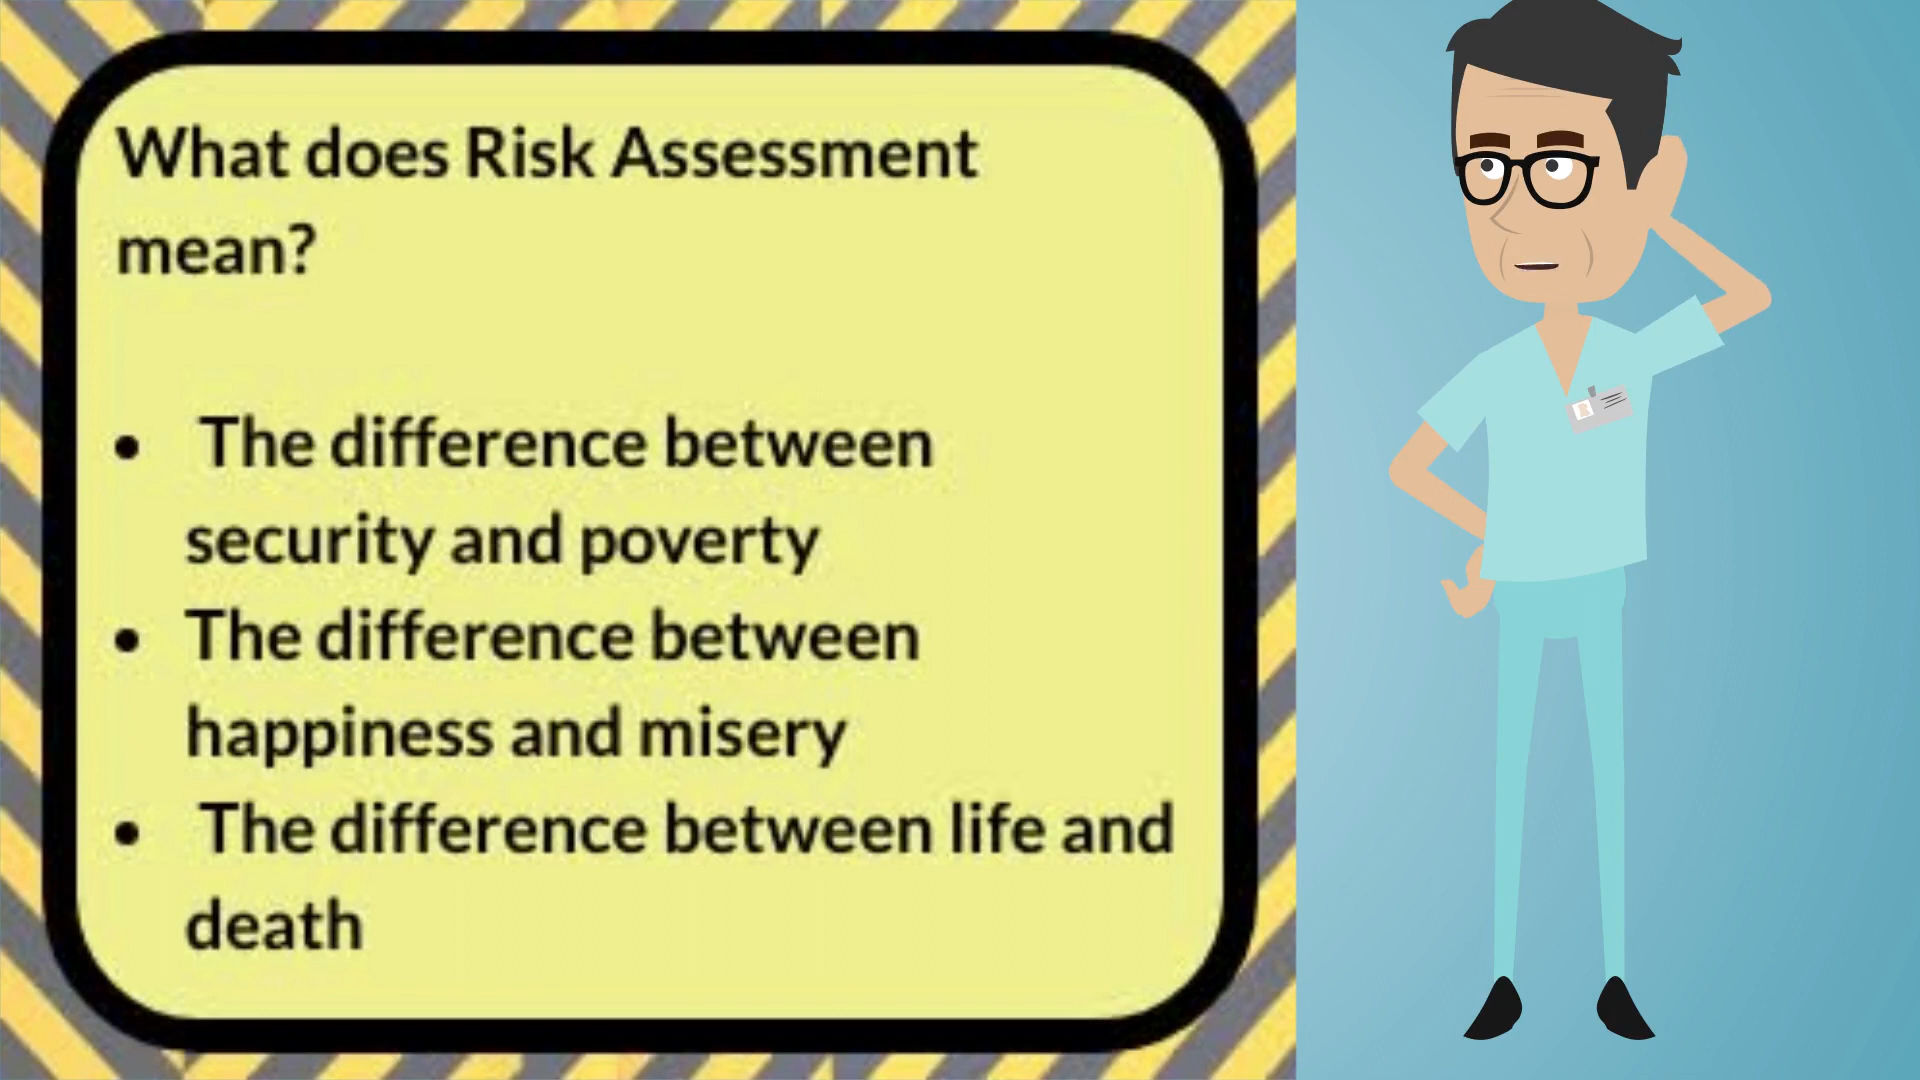 What does Risk Assessment
mean?
• The difference between
security and poverty
• The difference between
happiness and misery
• The difference between life and
death